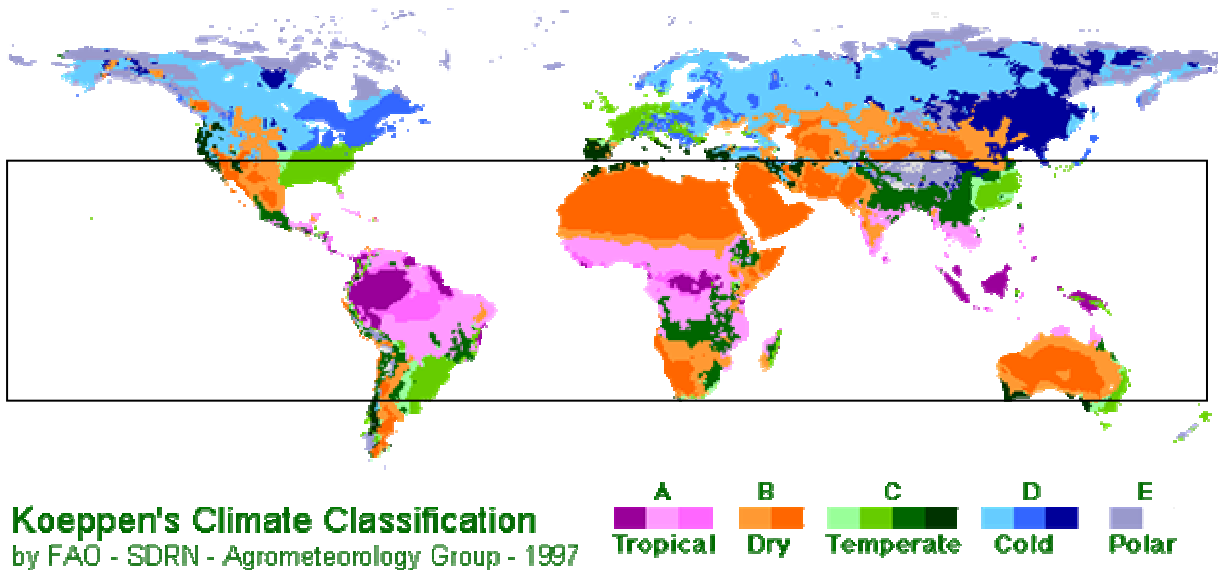 Koeppen's Climate Classification
by FAO - SDRN - Agrometeorology Group - 1997
A B C D E
Tropical Dry Temperate Cold Polar